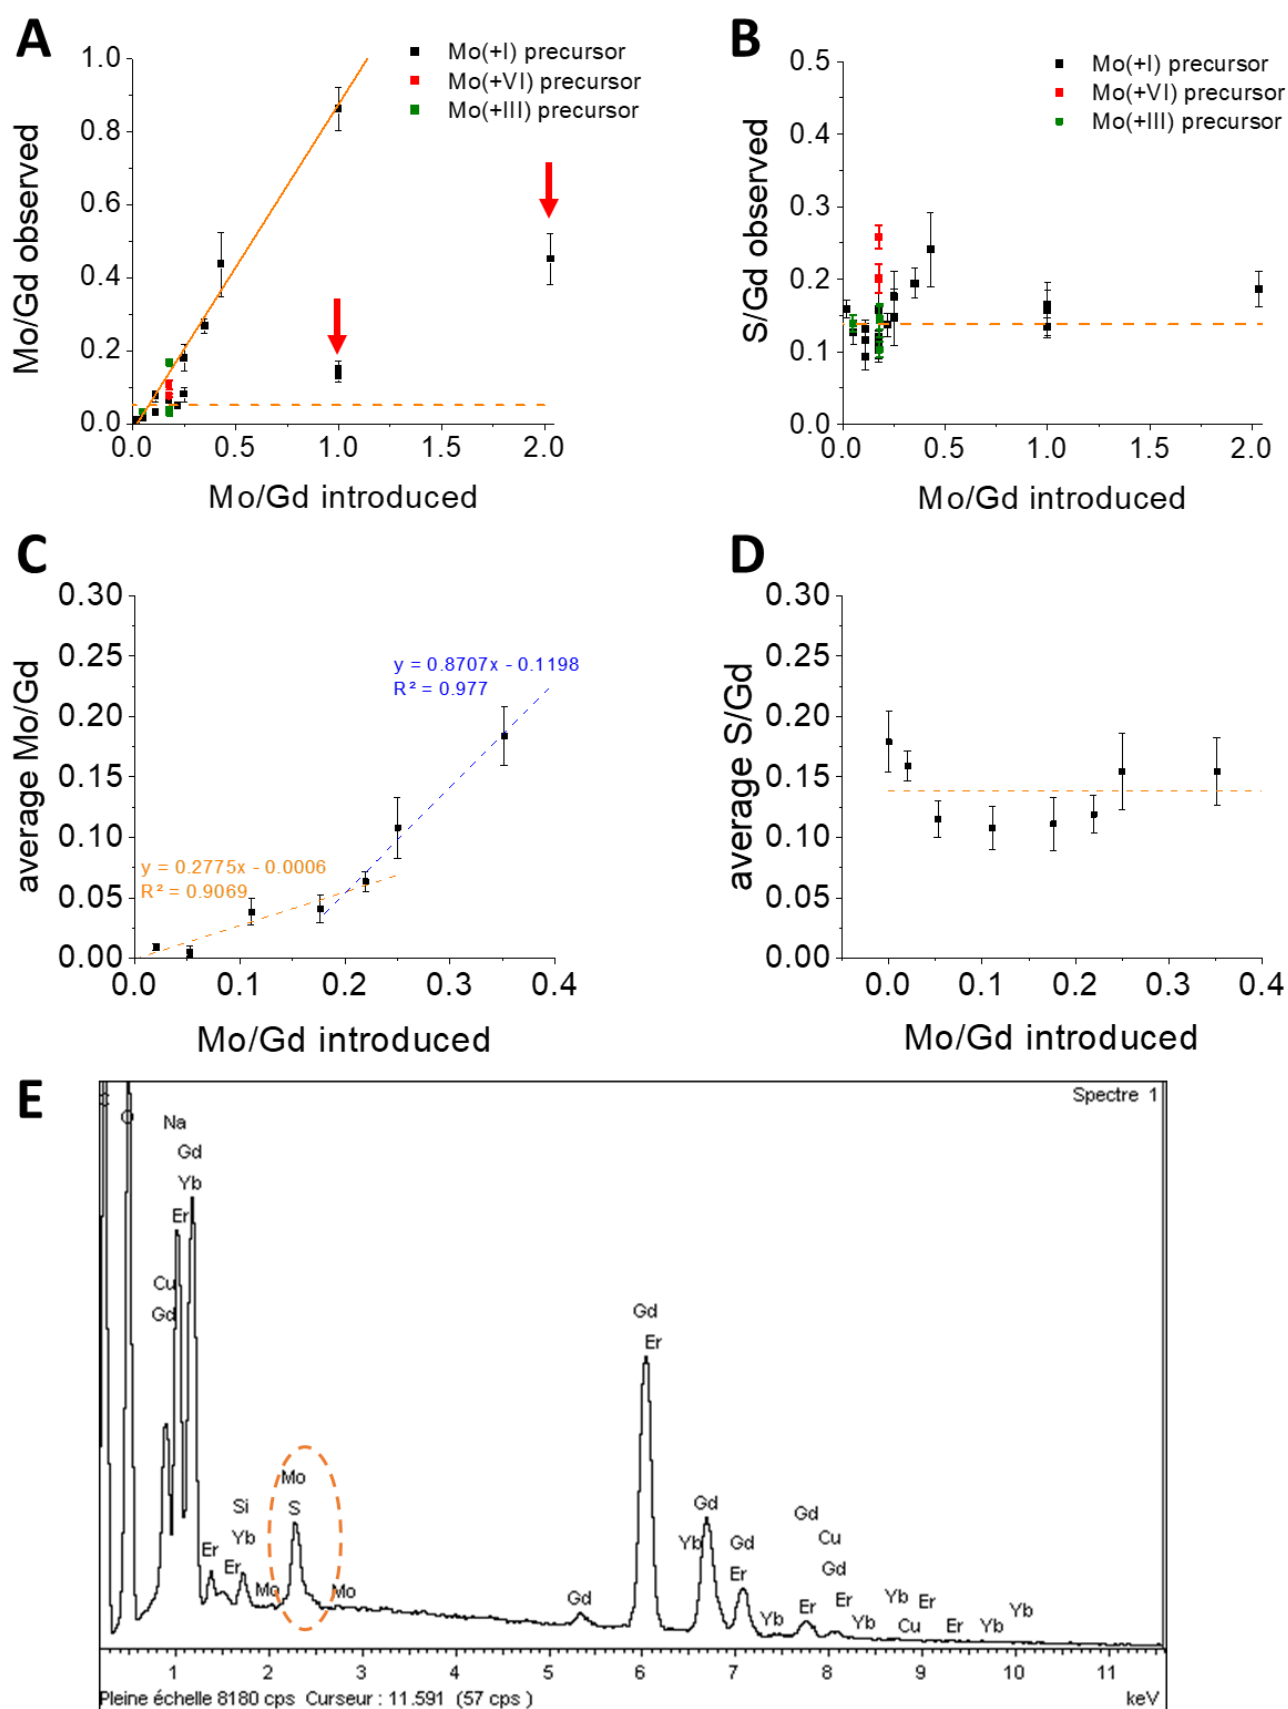 A
Mo(+I) precursor
Mo(+VI) precursor
Mo(+III) precursor
1.0
0.8
0.6
0.4
0.2
0.0
0.0 0.5 1.0 1.5 2.0
Mo/Gd observed
Mo/Gd introduced
B
Mo(+I) precursor
Mo(+VI) precursor
Mo(+III) precursor
0.5
0.4
0.3
0.2
0.1
0.0
0.0 0.5 1.0 1.5 2.0
S/Gd observed
Mo/Gd introduced
C
0.30
0.25
0.20
0.15
0.10
0.05
0.00
0.0 0.1 0.2 0.3 0.4
average Mo/Gd
y = 0.8707x - 0.1198
R² = 0.977
y = 0.2775x - 0.0006
R² = 0.9069
Mo/Gd introduced
D
0.30
0.25
0.20
0.15
0.10
0.05
0.00
0.0 0.1 0.2 0.3 0.4
average S/Gd
Mo/Gd introduced
E
Spectre 1
C
O
Na
Gd
Yb
Er
Cu
Gd
Er
Er
Si
Yb
Mo
Mo
S
Mo
Gd
Gd
Er
Gd
Yb
Gd
Er
Yb
Gd
Cu
Gd
Er
Er
Yb
Yb
Er
Cu
Er
Yb
Yb
1 2 3 4 5 6 7 8 9 10 11
Pleine échelle 8180 cps Curseur : 11.591 (57 cps )
keV